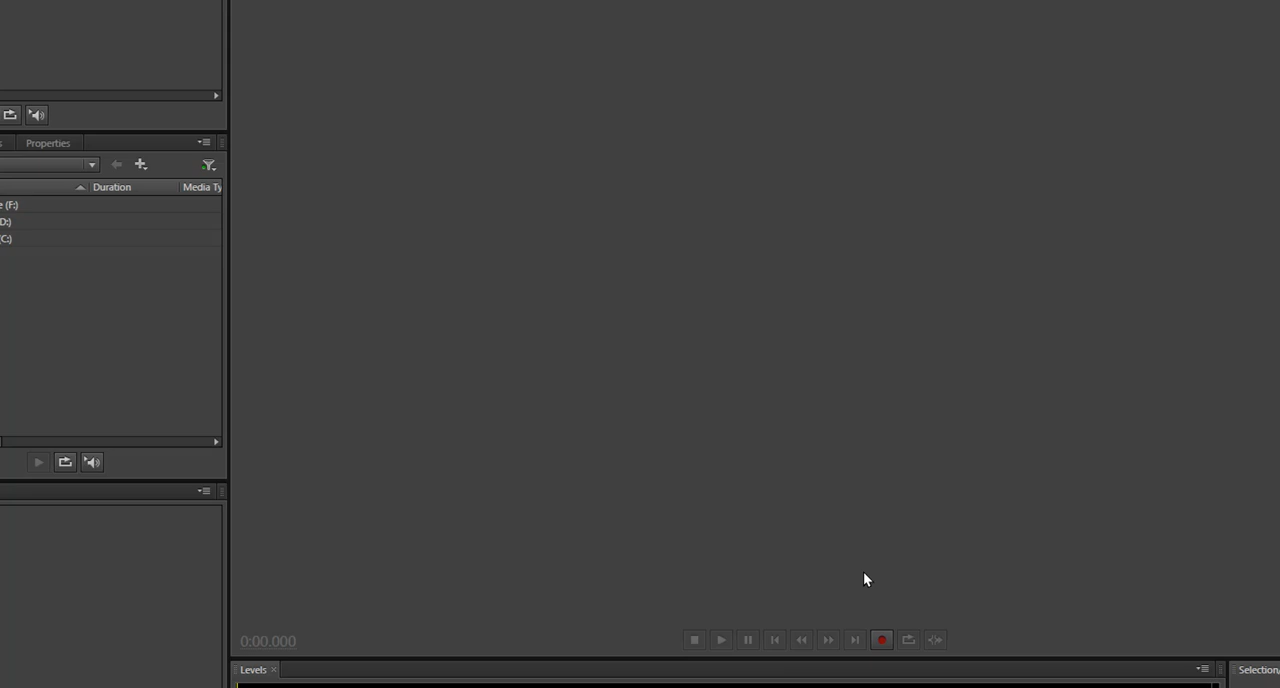 Properties
Duration
Media Ty
e (F:)
D:)
(C:)
0:00.000
Levels
Selection/